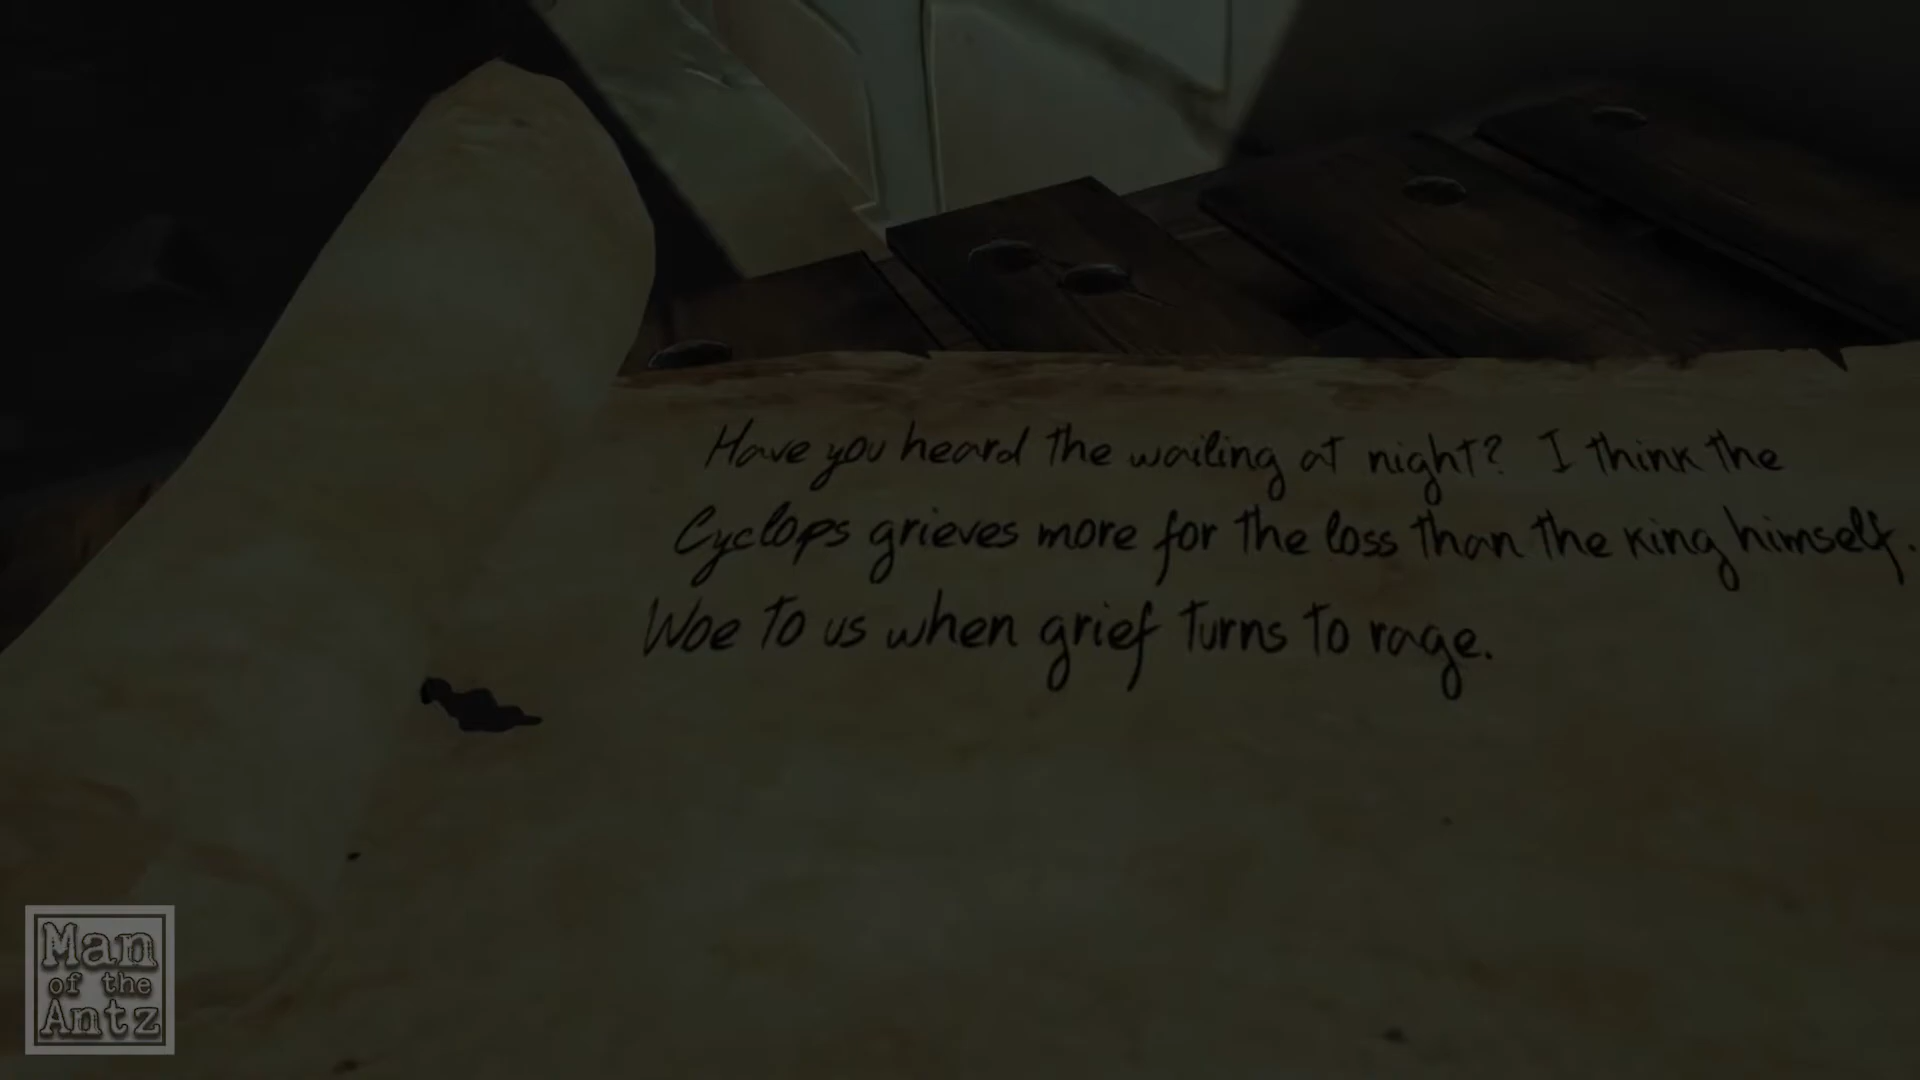 Have you heard the wailing at night? I think the
Cyclops grieves more for the loss than the king himself.
Woe to us when grief turns to rage.
Man
of the
Antz